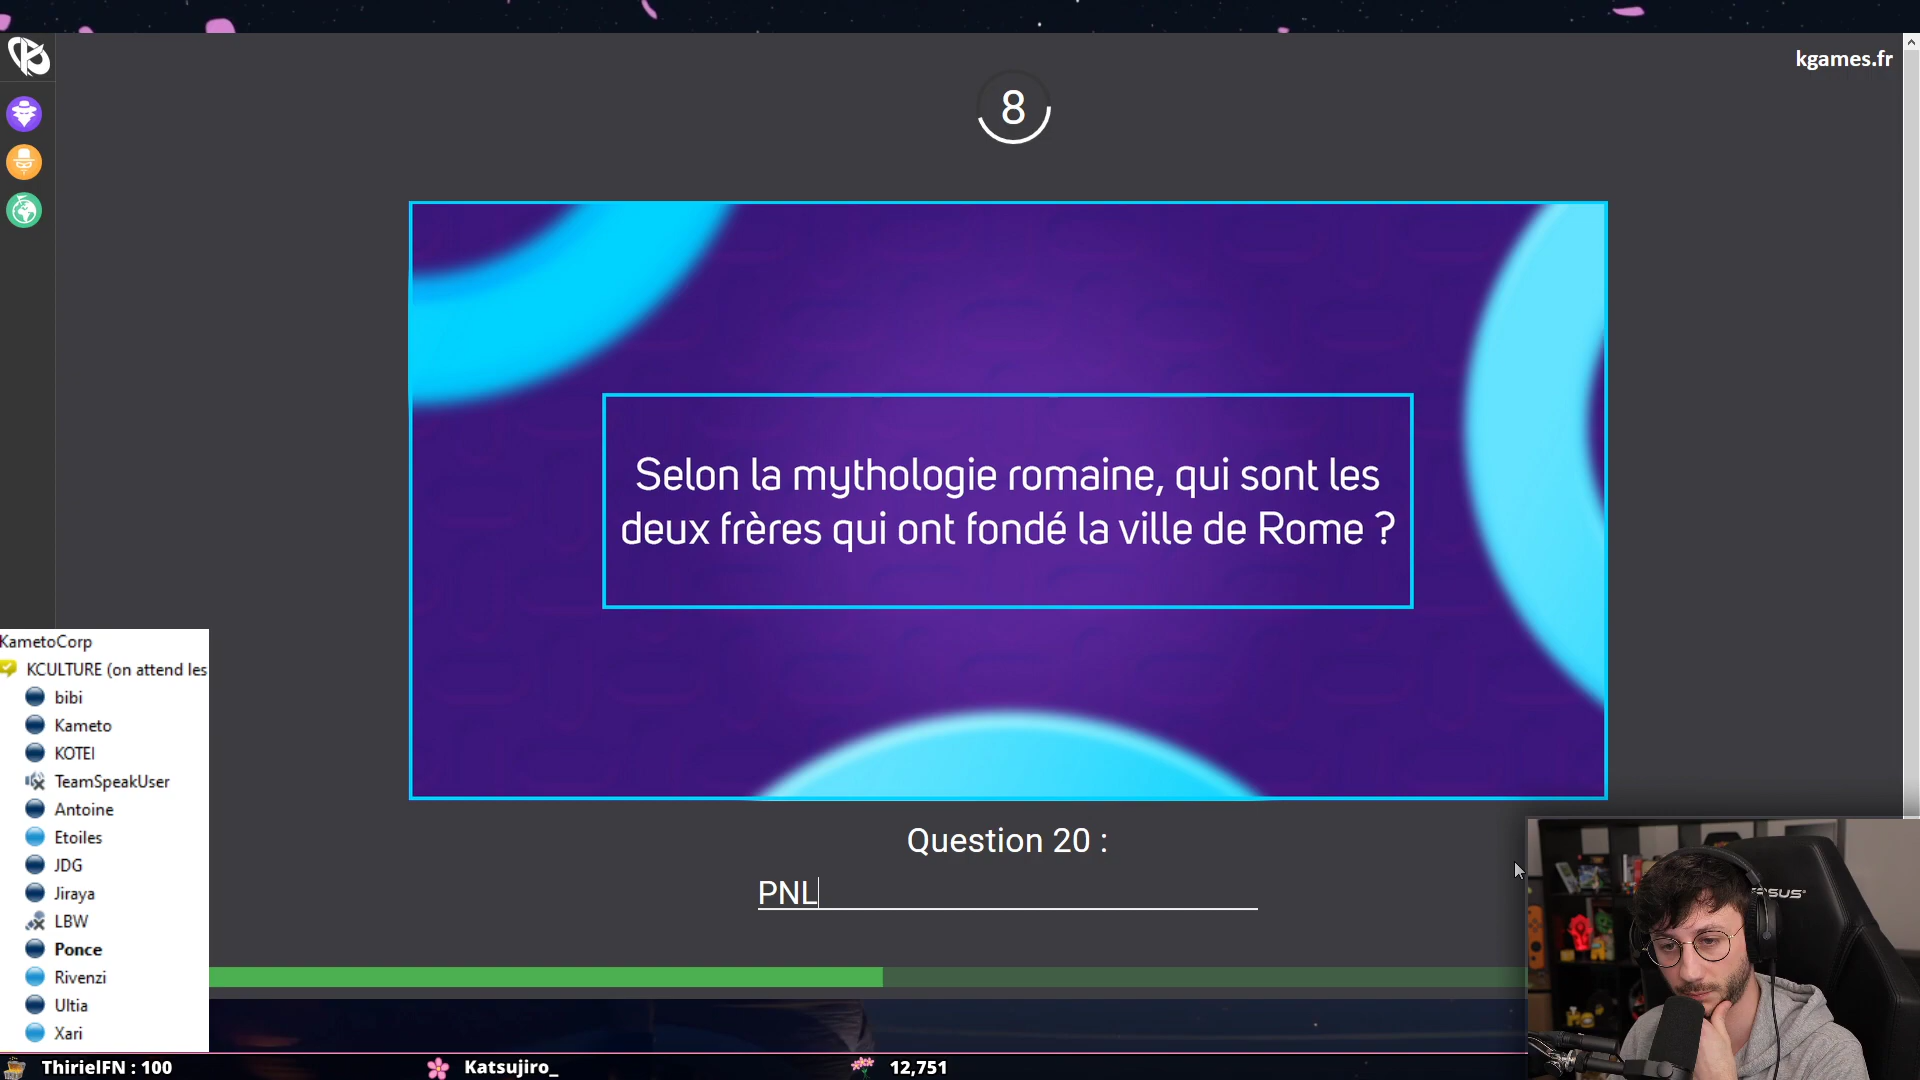 kgames.fr
8
Selon la mythologie romaine, qui sont les
deux frères qui ont fondé la ville de Rome ?
Question 20 :
PNL
KametoCorp
KCULTURE (on attend les
bibi
Kameto
KOTEI
TeamSpeakUser
Antoine
Etoiles
JDG
Jiraya
LBW
Ponce
Rivenzi
Ultia
Xari
ThirielFN : 100
Katsujiro_
12,751